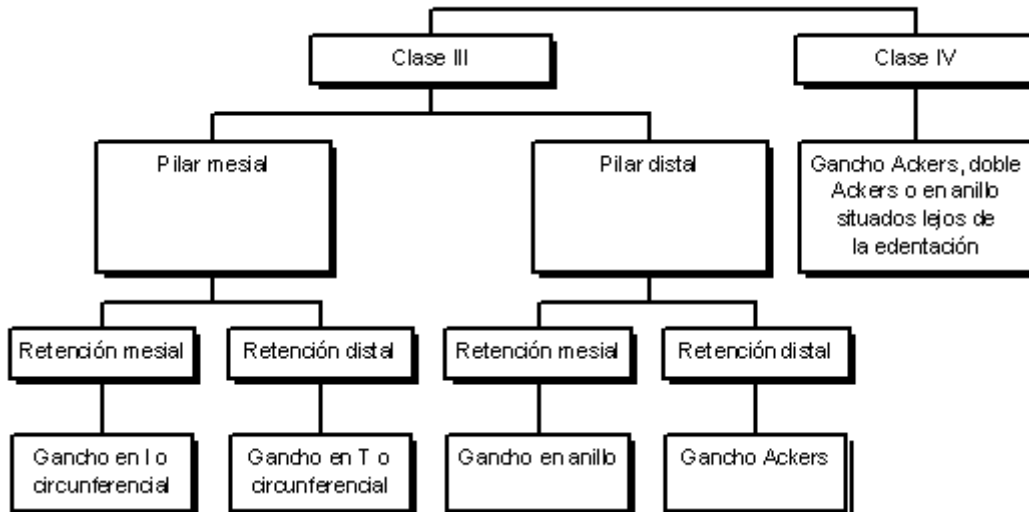 Clase III
Clase IV
Pilar mesial
Pilar distal
Gancho Ackers, doble
Ackers o en anillo
situados lejos de
la edentación
Retención mesial
Retención distal
Retención mesial
Retención distal
Gancho en I o
circunferencial
Gancho en T o
circunferencial
Gancho en anillo
Gancho Ackers